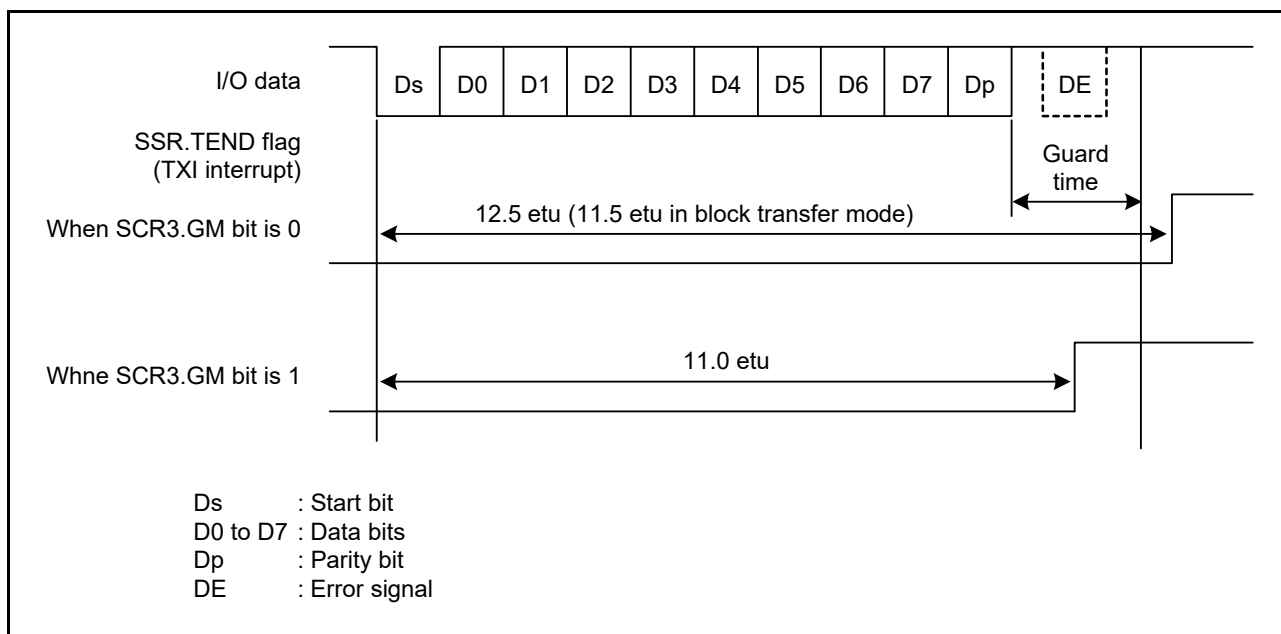 I/O data
Ds D0 D1 D2 D3 D4 D5 D6 D7 Dp DE
SSR.TEND flag
(TXI interrupt)
Guard
time
When SCR3.GM bit is 0
12.5 etu (11.5 etu in block transfer mode)
Whne SCR3.GM bit is 1
11.0 etu
Ds : Start bit
D0 to D7 : Data bits
Dp : Parity bit
DE : Error signal